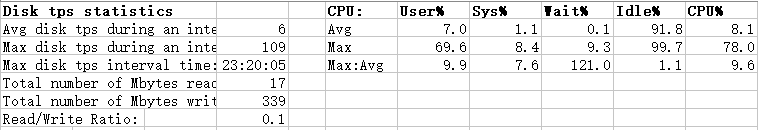 Disk tps statistics CPU: User% Sys% Wait% Idle% CPU%
Avg disk tps during an inte 6 Avg 7.0 1.1 0.1 91.8 8.1
Max disk tps during an inte 109 Max 69.6 8.4 9.3 99.7 78.0
Max disk tps interval time: 23:20:05 Max:Avg 9.9 7.6 121.0 1.1 9.6
Total number of Mbytes read 17
Total number of Mbytes writ 339
Read/Write Ratio: 0.1